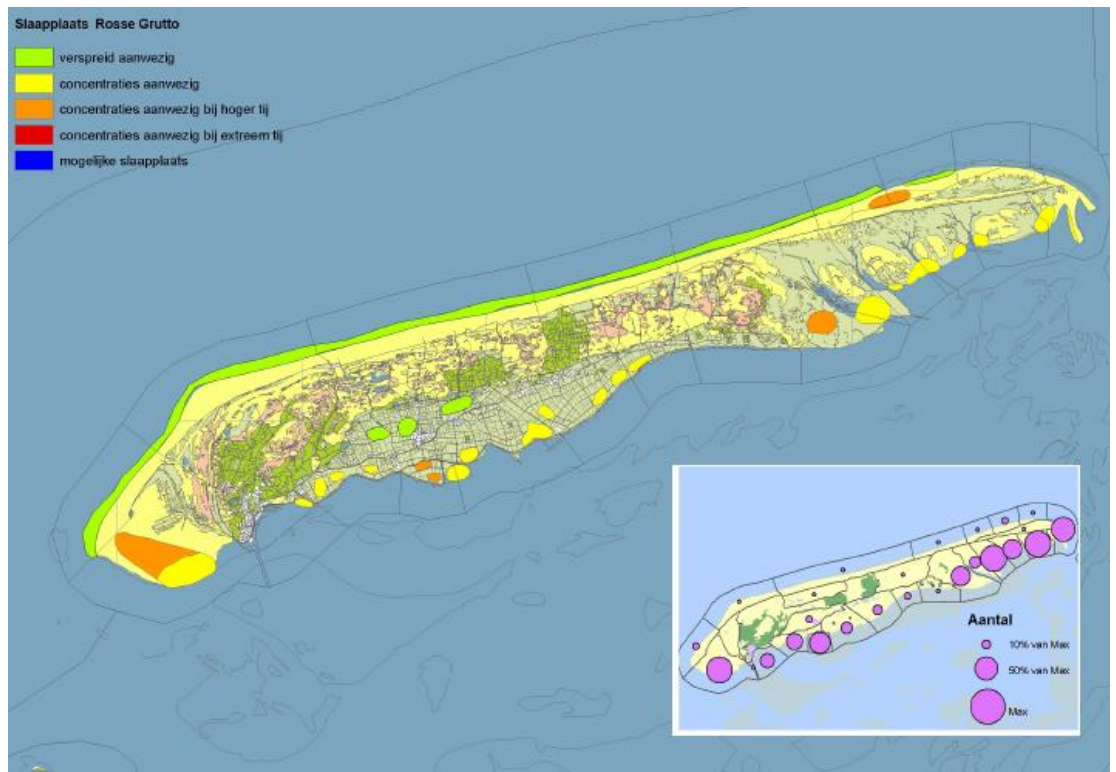 Slaapplaats Rosse Grutto
verspreid aanwezig
concentraties aanwezig
concentraties aanwezig bij hoger tij
concentraties aanwezig bij extreem tij
mogelijke slaapplaats
Aantal
10% van Max
50% van Max
Max